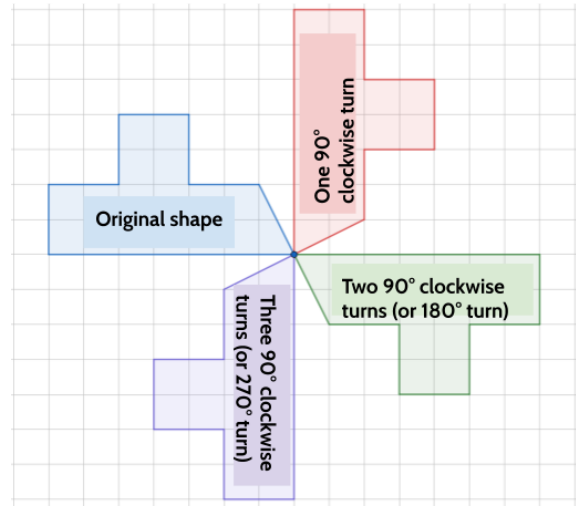 One 90°
clockwise turn
Original shape
Two 90° clockwise
turns (or 180° turn)
Three 90° clockwise
turns (or 270° turn)